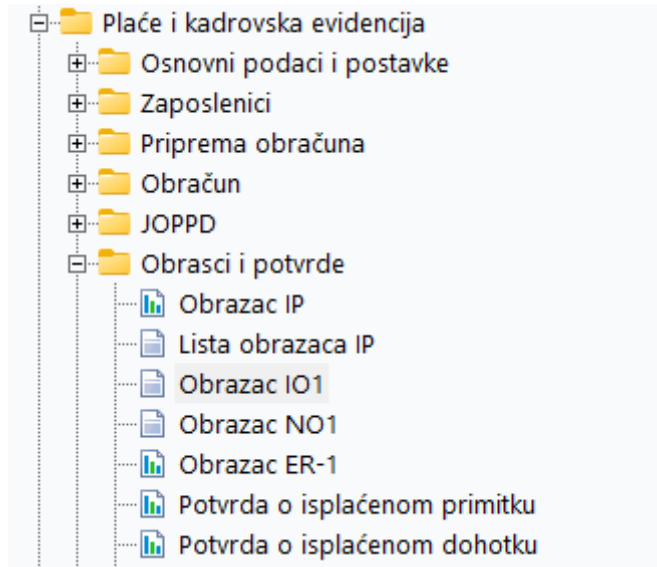 Plaće i kadrovska evidencija
Osnovni podaci i postavke
Zaposlenici
Priprema obračuna
Obračun
JOPPD
Obrasci i potvrde
Obrazac IP
Lista obrazaca IP
Obrazac IO1
Obrazac NO1
Obrazac ER-1
Potvrda o isplaćenom primitku
Potvrda o isplaćenom dohotku